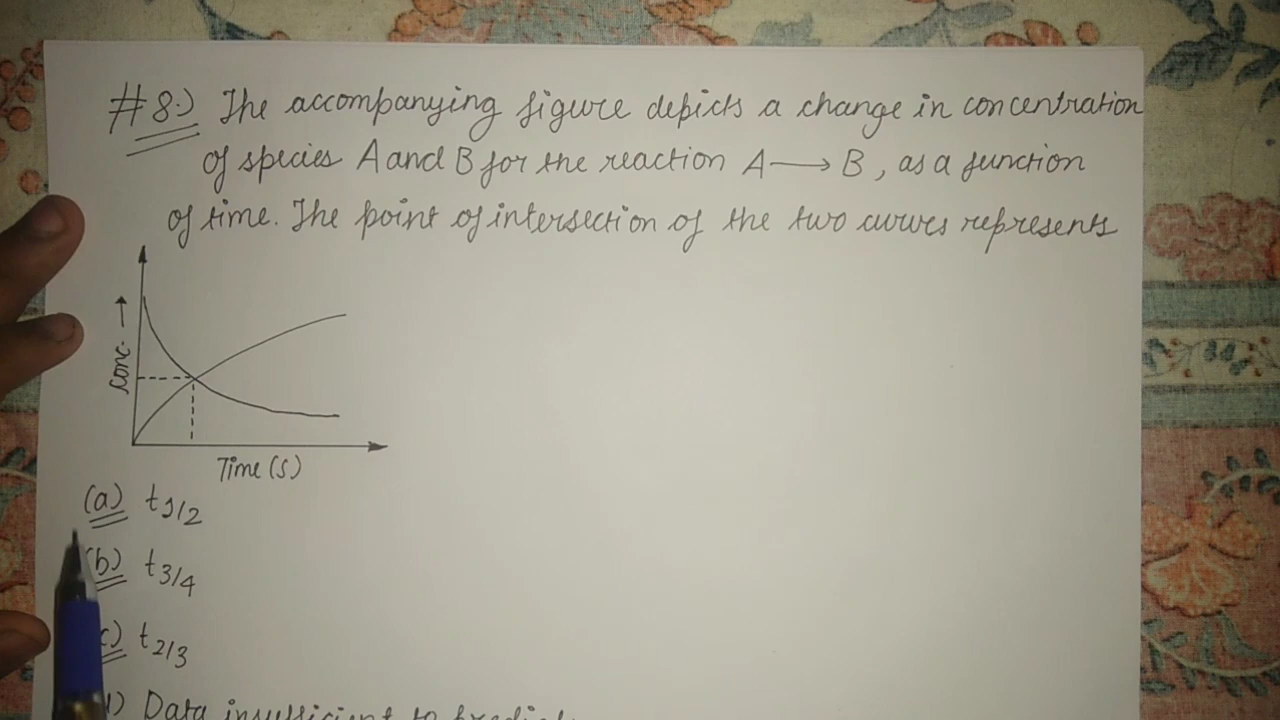 #8.) The accompanying figure depicts a change in concentration
of species A and B for the reaction A ⟶ B, as a function
of time. The point of intersection of the two curves represents
conc. →
Time (s)
(a) t1/2
(b) t3/4
c) t2/3
) Data insufficient to predict